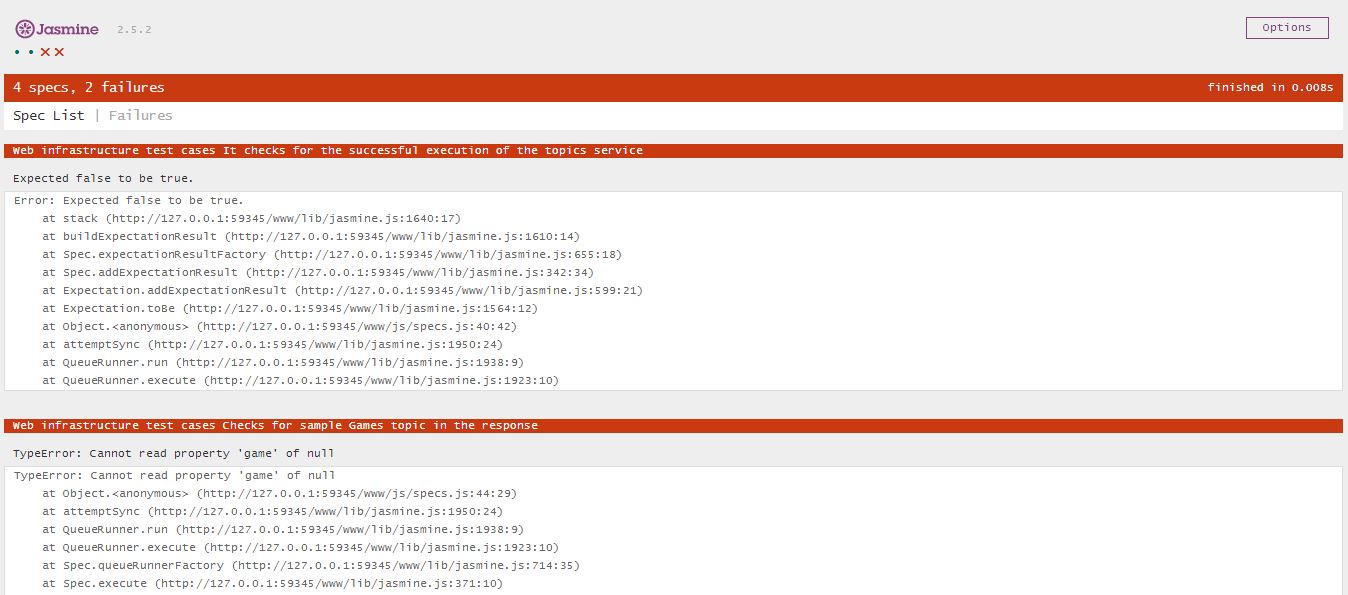 Jasmine 2.5.2 Options
• • ✕ ✕
4 specs, 2 failures finished in 0.008s
Spec List | Failures
Web infrastructure test cases It checks for the successful execution of the topics service
Expected false to be true.
Error: Expected false to be true.
at stack (http://127.0.0.1:59345/www/lib/jasmine.js:1640:17)
at buildExpectationResult (http://127.0.0.1:59345/www/lib/jasmine.js:1610:14)
at Spec.expectationResultFactory (http://127.0.0.1:59345/www/lib/jasmine.js:655:18)
at Spec.addExpectationResult (http://127.0.0.1:59345/www/lib/jasmine.js:342:34)
at Expectation.addExpectationResult (http://127.0.0.1:59345/www/lib/jasmine.js:599:21)
at Expectation.toBe (http://127.0.0.1:59345/www/lib/jasmine.js:1564:12)
at Object.<anonymous> (http://127.0.0.1:59345/www/js/specs.js:40:42)
at attemptSync (http://127.0.0.1:59345/www/lib/jasmine.js:1950:24)
at QueueRunner.run (http://127.0.0.1:59345/www/lib/jasmine.js:1938:9)
at QueueRunner.execute (http://127.0.0.1:59345/www/lib/jasmine.js:1923:10)
Web infrastructure test cases Checks for sample Games topic in the response
TypeError: Cannot read property 'game' of null
TypeError: Cannot read property 'game' of null
at Object.<anonymous> (http://127.0.0.1:59345/www/js/specs.js:44:29)
at attemptSync (http://127.0.0.1:59345/www/lib/jasmine.js:1950:24)
at QueueRunner.run (http://127.0.0.1:59345/www/lib/jasmine.js:1938:9)
at QueueRunner.execute (http://127.0.0.1:59345/www/lib/jasmine.js:1923:10)
at Spec.queueRunnerFactory (http://127.0.0.1:59345/www/lib/jasmine.js:714:35)
at Spec.execute (http://127.0.0.1:59345/www/lib/jasmine.js:371:10)